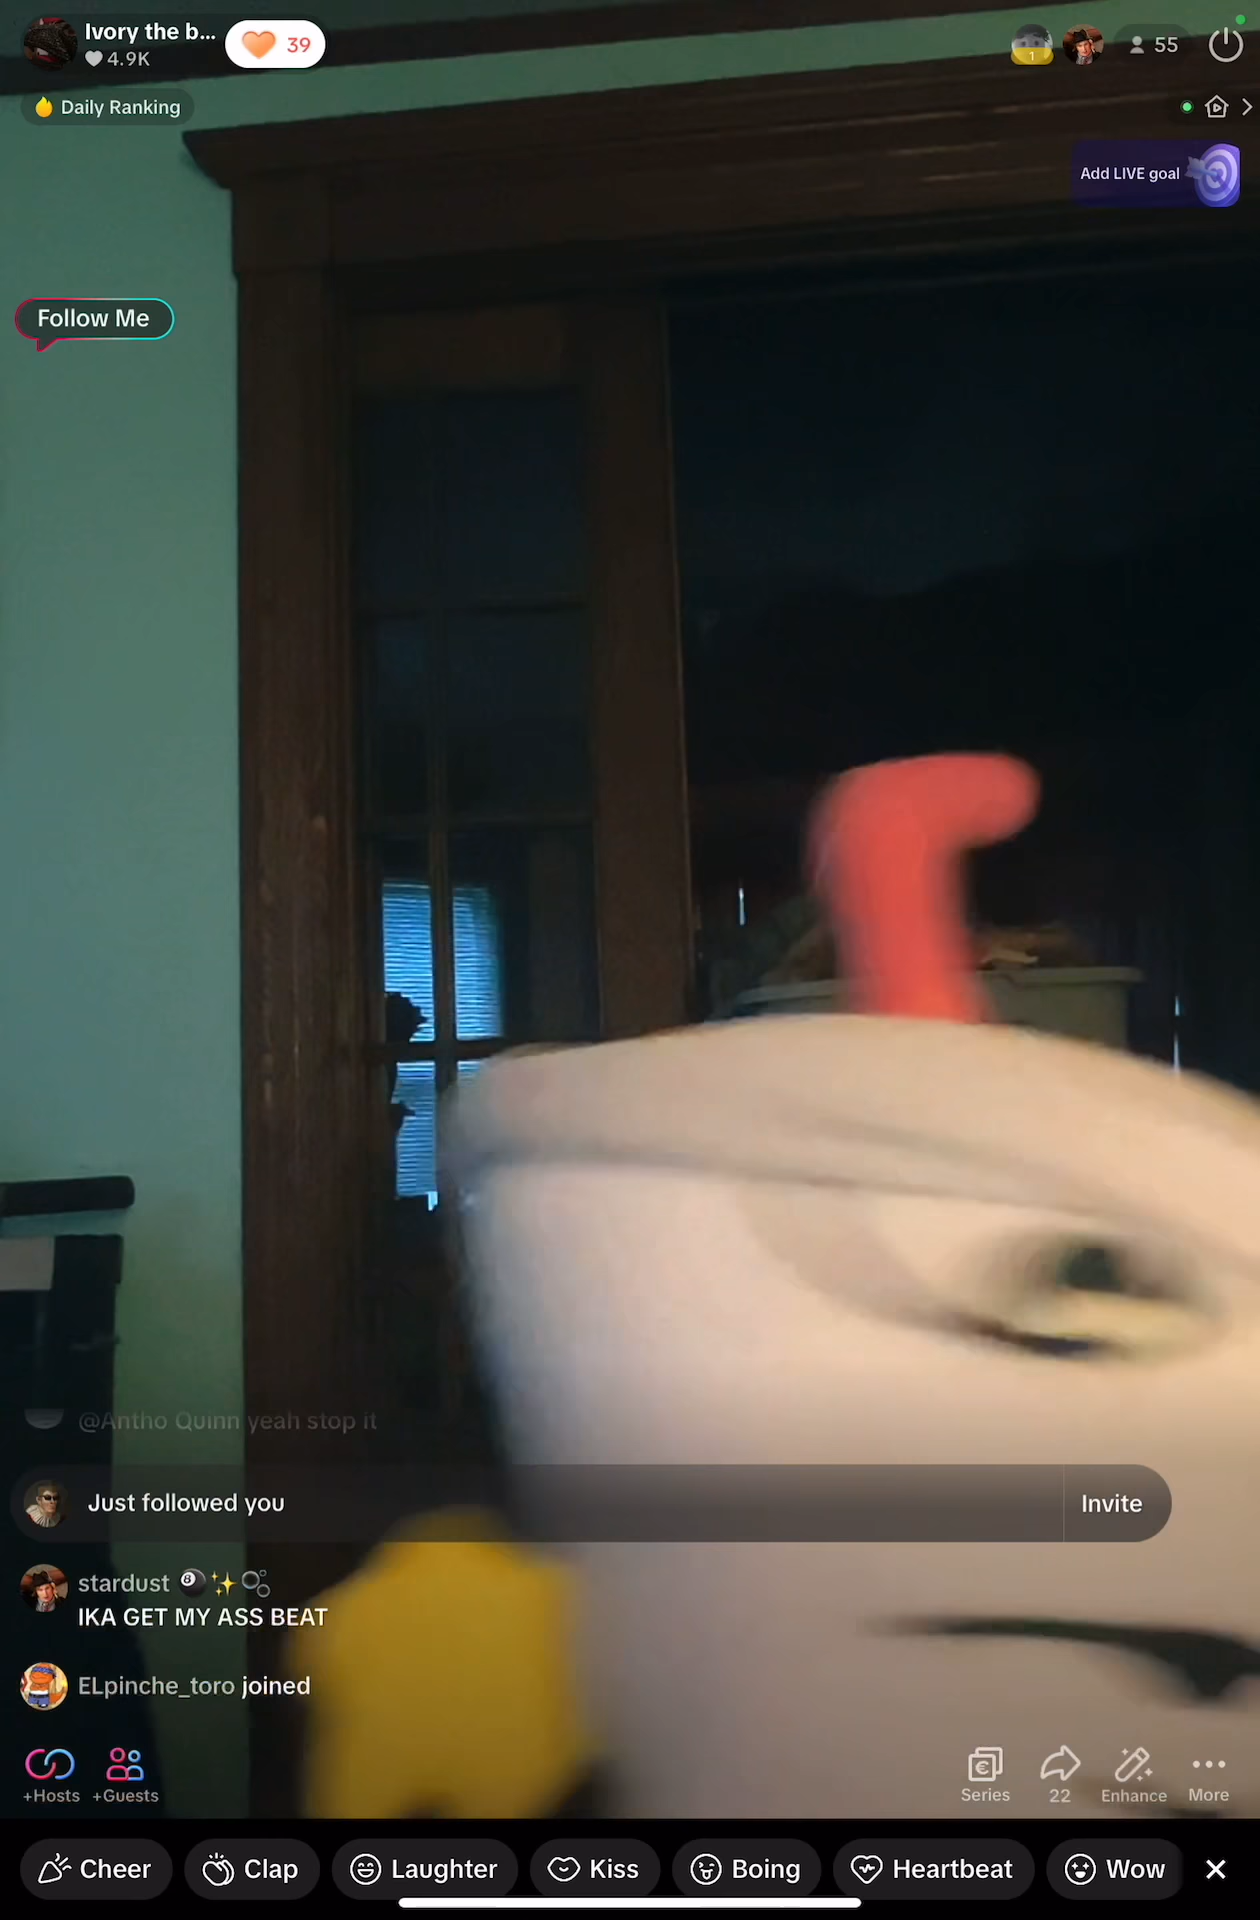 Ivory the b...
4.9K
39
1
55
Daily Ranking
Add LIVE goal
Follow Me
@Antho Quinn yeah stop it
Just followed you
Invite
stardust 🎱✨🫧
IKA GET MY ASS BEAT
ELpinche_toro joined
+Hosts
+Guests
Series
22
Enhance
More
Cheer
Clap
Laughter
Kiss
Boing
Heartbeat
Wow